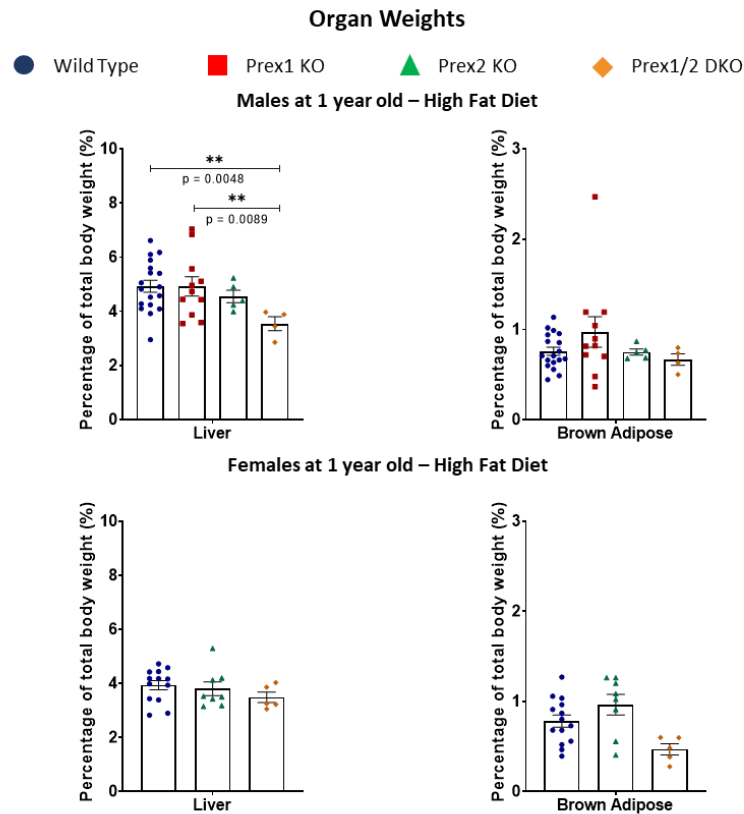 Organ Weights
Wild Type Prex1 KO Prex2 KO Prex1/2 DKO
Males at 1 year old – High Fat Diet
Percentage of total body weight (%)
10
8
6
4
2
0
**
p = 0.0048
**
p = 0.0089
Liver
Percentage of total body weight (%)
3
2
1
0
Brown Adipose
Females at 1 year old – High Fat Diet
Percentage of total body weight (%)
10
8
6
4
2
0
Liver
Percentage of total body weight (%)
3
2
1
0
Brown Adipose